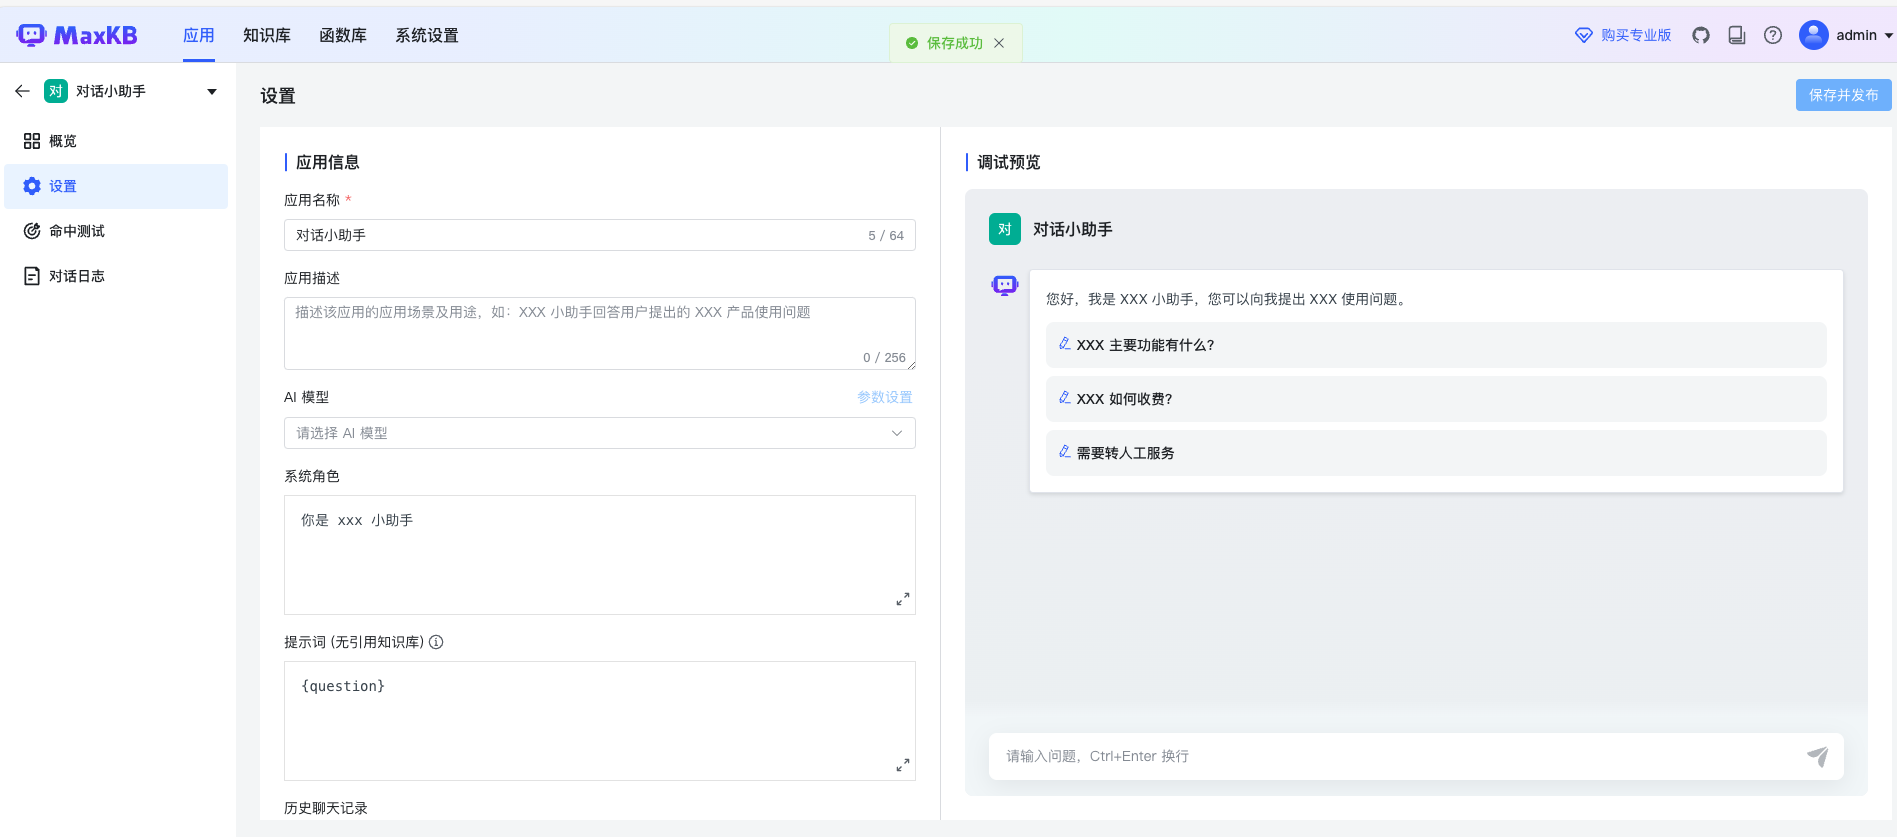 MaxKB
应用
知识库
函数库
系统设置
保存成功
购买专业版
admin
对
对话小助手
概览
设置
命中测试
对话日志
设置
保存并发布
应用信息
应用名称 *
对话小助手
5 / 64
应用描述
描述该应用的应用场景及用途，如：XXX 小助手回答用户提出的 XXX 产品使用问题
0 / 256
AI 模型
参数设置
请选择 AI 模型
系统角色
你是 xxx 小助手
提示词 (无引用知识库)
{question}
历史聊天记录
调试预览
对
对话小助手
您好，我是 XXX 小助手，您可以向我提出 XXX 使用问题。
XXX 主要功能有什么？
XXX 如何收费？
需要转人工服务
请输入问题，Ctrl+Enter 换行